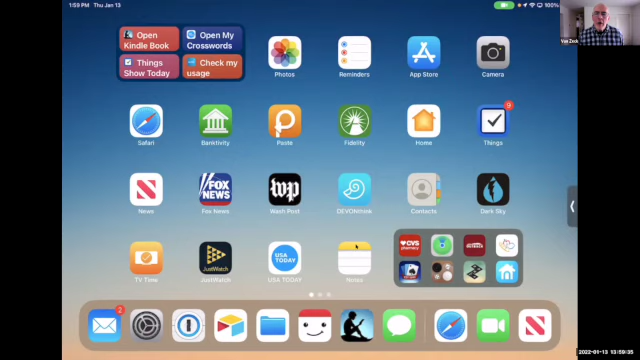 1:59 PM Thu Jan 13
100%
Open Kindle Book
Open My Crosswords
Things Show Today
Check my usage
Photos
Reminders
App Store
Camera
Safari
Banktivity
Paste
Fidelity
Home
9
Things
News
FOX NEWS
Fox News
wp
Wash Post
DEVONthink
Contacts
Dark Sky
TV Time
JustWatch
JustWatch
USA TODAY
USA TODAY
Notes
CVS pharmacy
2
2022-01-13 13:59:35